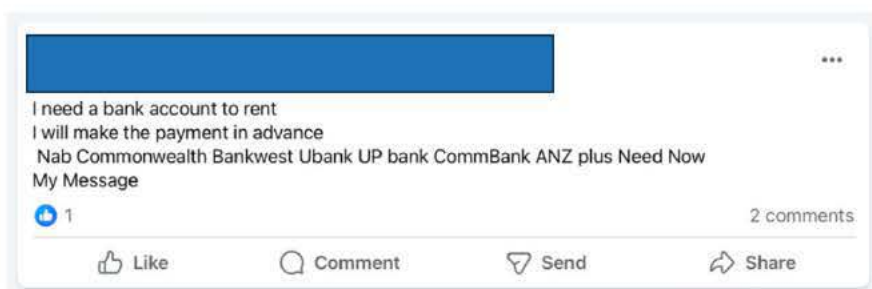 •••
I need a bank account to rent
I will make the payment in advance
Nab Commonwealth Bankwest Ubank UP bank CommBank ANZ plus Need Now
My Message
1 2 comments
Like Comment Send Share